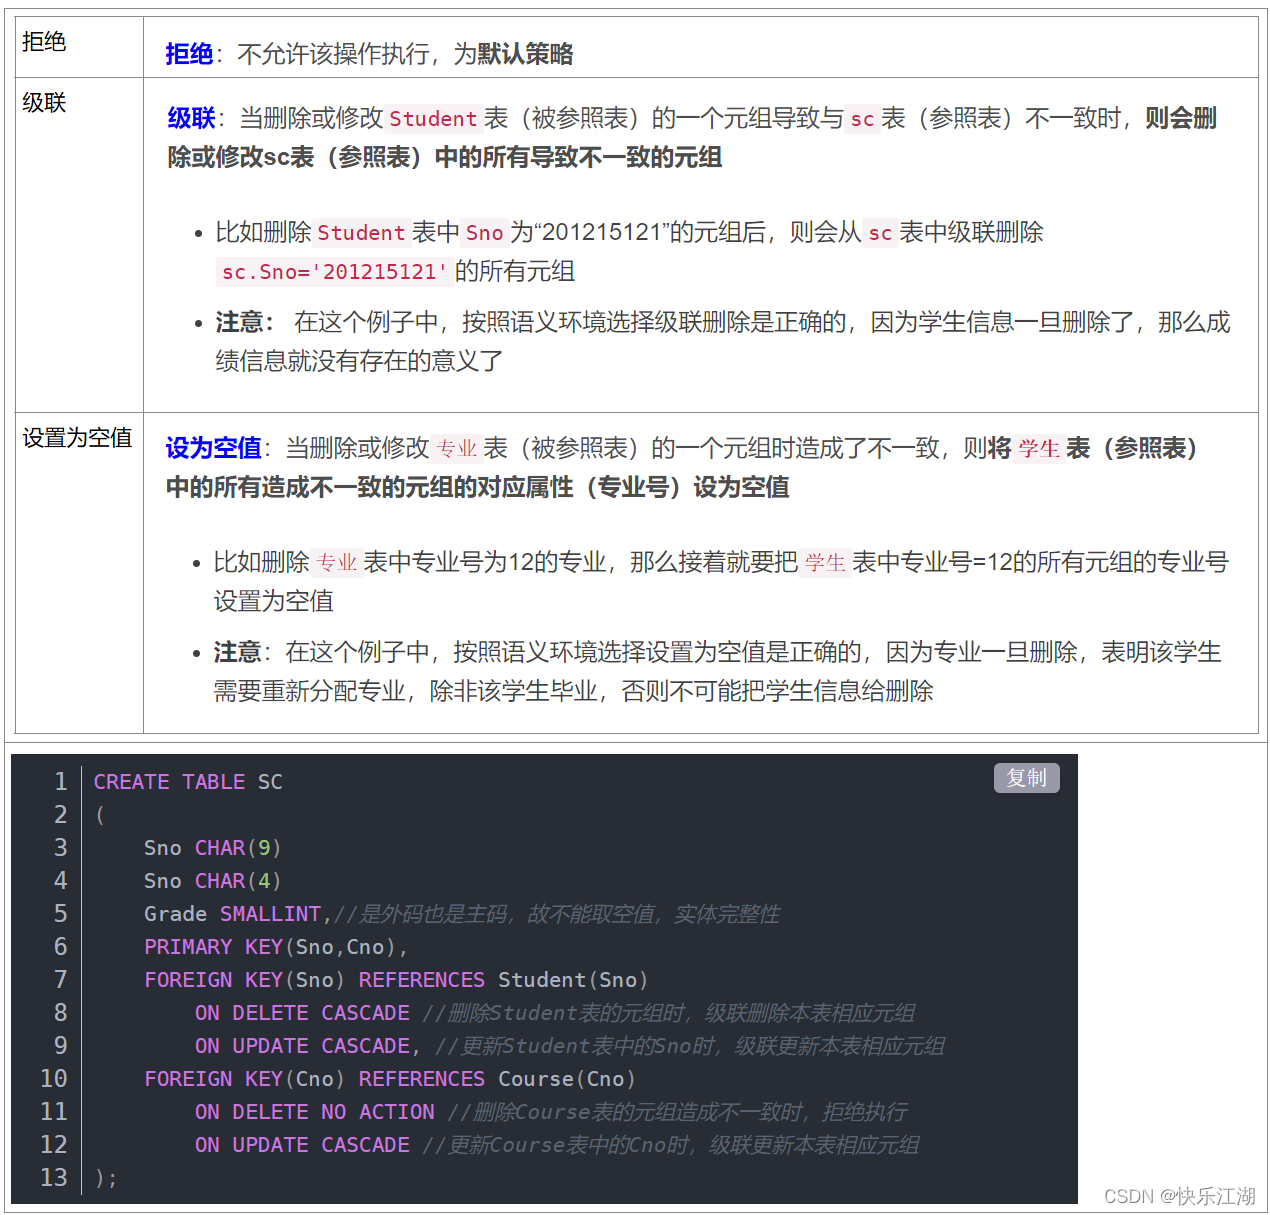 拒绝
拒绝：不允许该操作执行，为默认策略
级联
级联：当删除或修改Student表（被参照表）的一个元组导致与sc表（参照表）不一致时，则会删
除或修改sc表（参照表）中的所有导致不一致的元组
• 比如删除Student表中Sno为“201215121”的元组后，则会从sc表中级联删除
sc.Sno='201215121'的所有元组
• 注意： 在这个例子中，按照语义环境选择级联删除是正确的，因为学生信息一旦删除了，那么成
绩信息就没有存在的意义了
设置为空值
设为空值：当删除或修改专业表（被参照表）的一个元组时造成了不一致，则将学生表（参照表）
中的所有造成不一致的元组的对应属性（专业号）设为空值
• 比如删除专业表中专业号为12的专业，那么接着就要把学生表中专业号=12的所有元组的专业号
设置为空值
• 注意：在这个例子中，按照语义环境选择设置为空值是正确的，因为专业一旦删除，表明该学生
需要重新分配专业，除非该学生毕业，否则不可能把学生信息给删除
复制
1 CREATE TABLE SC
2 (
3 Sno CHAR(9)
4 Sno CHAR(4)
5 Grade SMALLINT,//是外码也是主码，故不能取空值，实体完整性
6 PRIMARY KEY(Sno,Cno),
7 FOREIGN KEY(Sno) REFERENCES Student(Sno)
8 ON DELETE CASCADE //删除Student表的元组时，级联删除本表相应元组
9 ON UPDATE CASCADE, //更新Student表中的Sno时，级联更新本表相应元组
10 FOREIGN KEY(Cno) REFERENCES Course(Cno)
11 ON DELETE NO ACTION //删除Course表的元组造成不一致时，拒绝执行
12 ON UPDATE CASCADE //更新Course表中的Cno时，级联更新本表相应元组
13 );
CSDN @快乐江湖